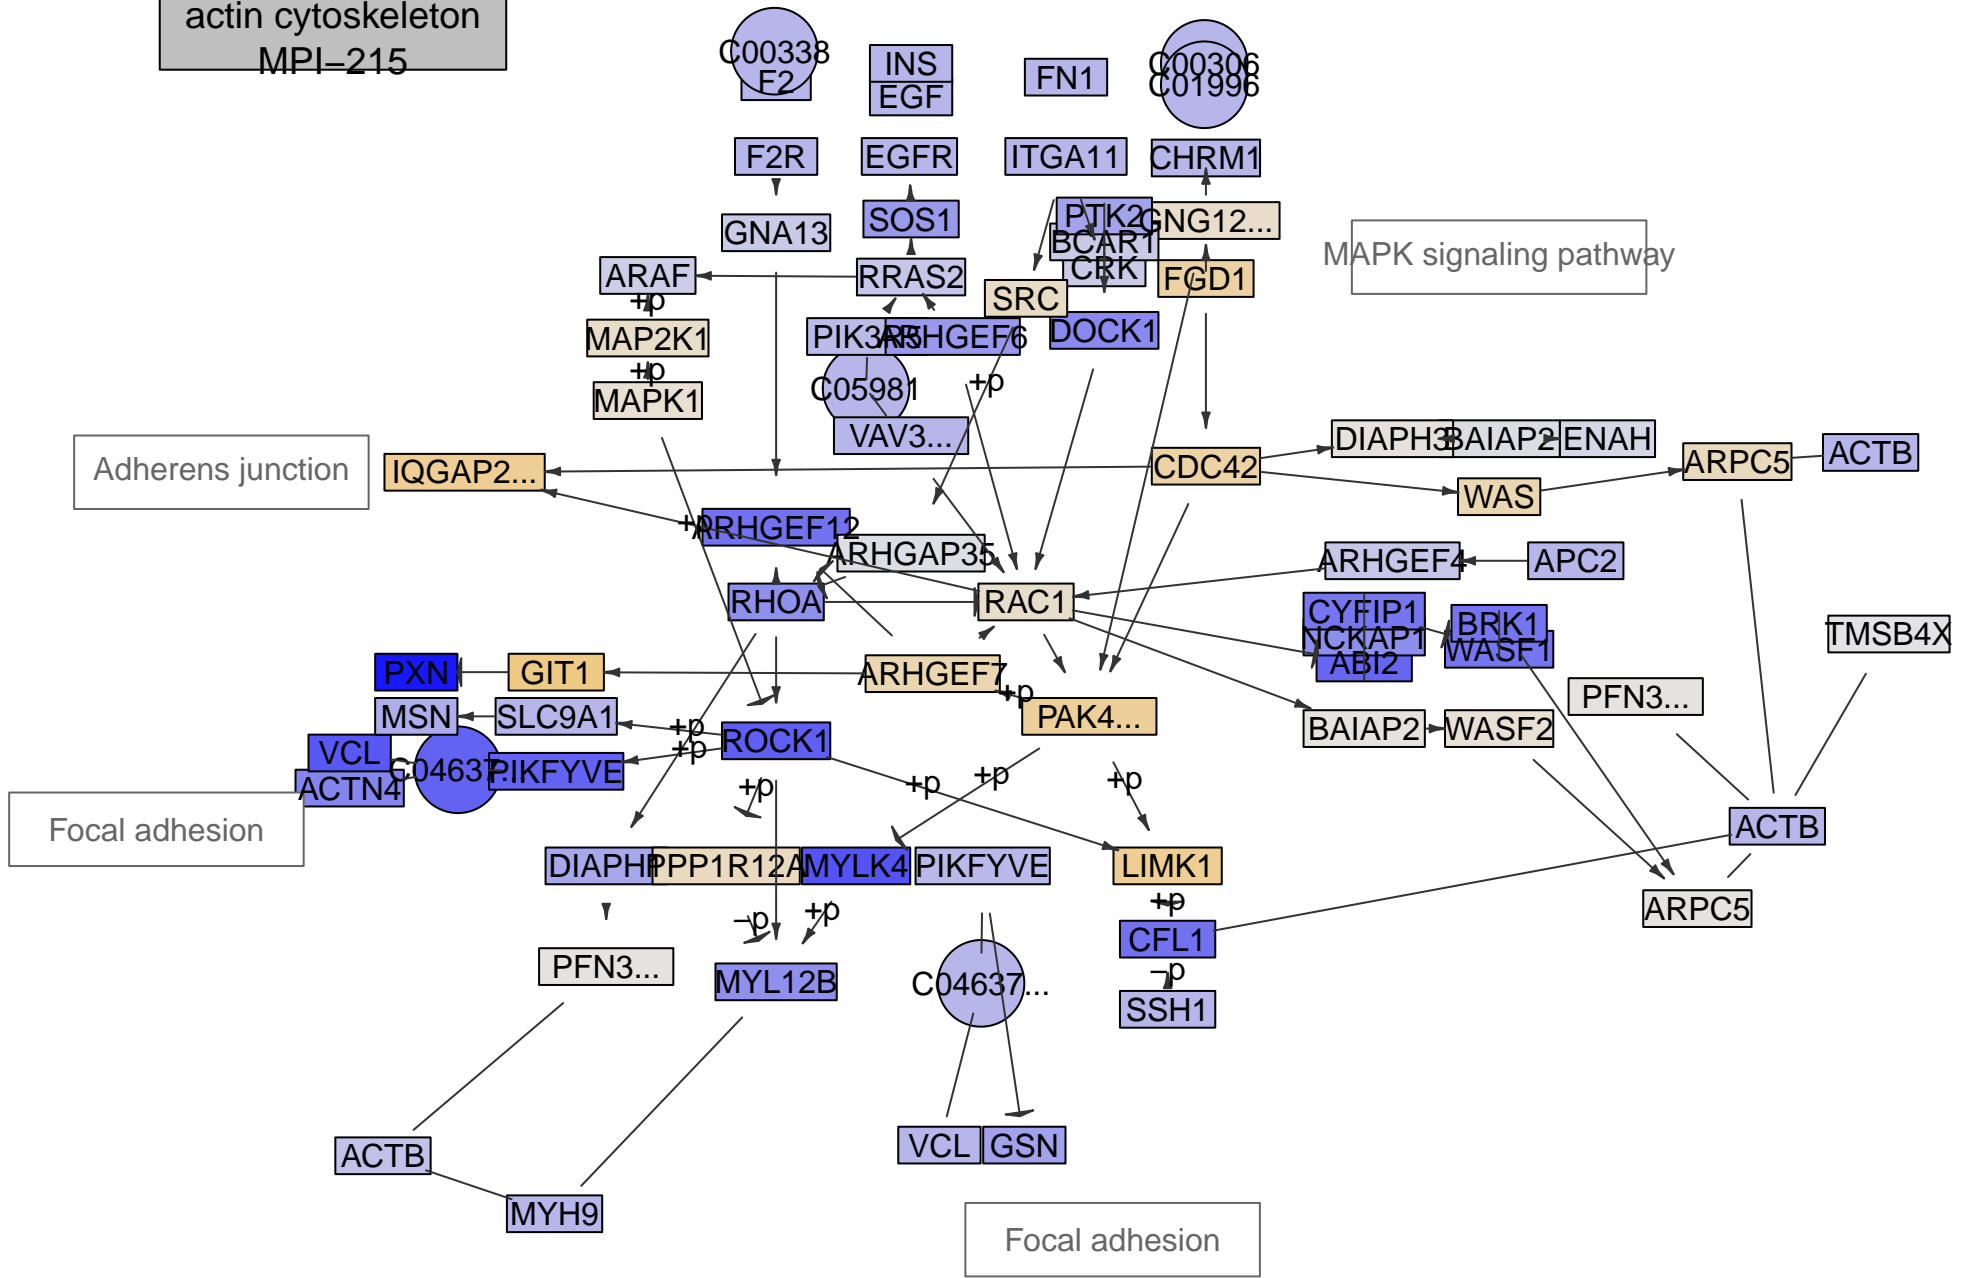 actin cytoskeleton
MPI−215
C00338
F2
INS
EGF
FN1
C00306
C01996
F2R
EGFR
ITGA11
CHRM1
GNA13
SOS1
PTK2
GNG12...
BCAR1
CRK
MAPK signaling pathway
ARAF
RRAS2
SRC
FGD1
+p
MAP2K1
ARHGEF6
DOCK1
+p
MAPK1
C05981
+p
VAV3...
Adherens junction
IQGAP2...
CDC42
DIAPH3
BAIAP2
ENAH
ARPC5
ACTB
WAS
+p
ARHGEF12
ARHGAP35
ARHGEF4
APC2
RHOA
RAC1
CYFIP1
NCKAP1
ABI2
BRK1
WASF1
TMSB4X
PXN
GIT1
ARHGEF7
+p
PAK4...
PFN3...
MSN
SLC9A1
+p
ROCK1
BAIAP2
WASF2
VCL
ACTN4
C04637...
PIKFYVE
+p
+p
+p
+p
+p
Focal adhesion
PPP1R12A
MYLK4
PIKFYVE
LIMK1
ACTB
−p
+p
+p
ARPC5
CFL1
PFN3...
MYL12B
C04637...
−p
SSH1
ACTB
VCL
GSN
MYH9
Focal adhesion